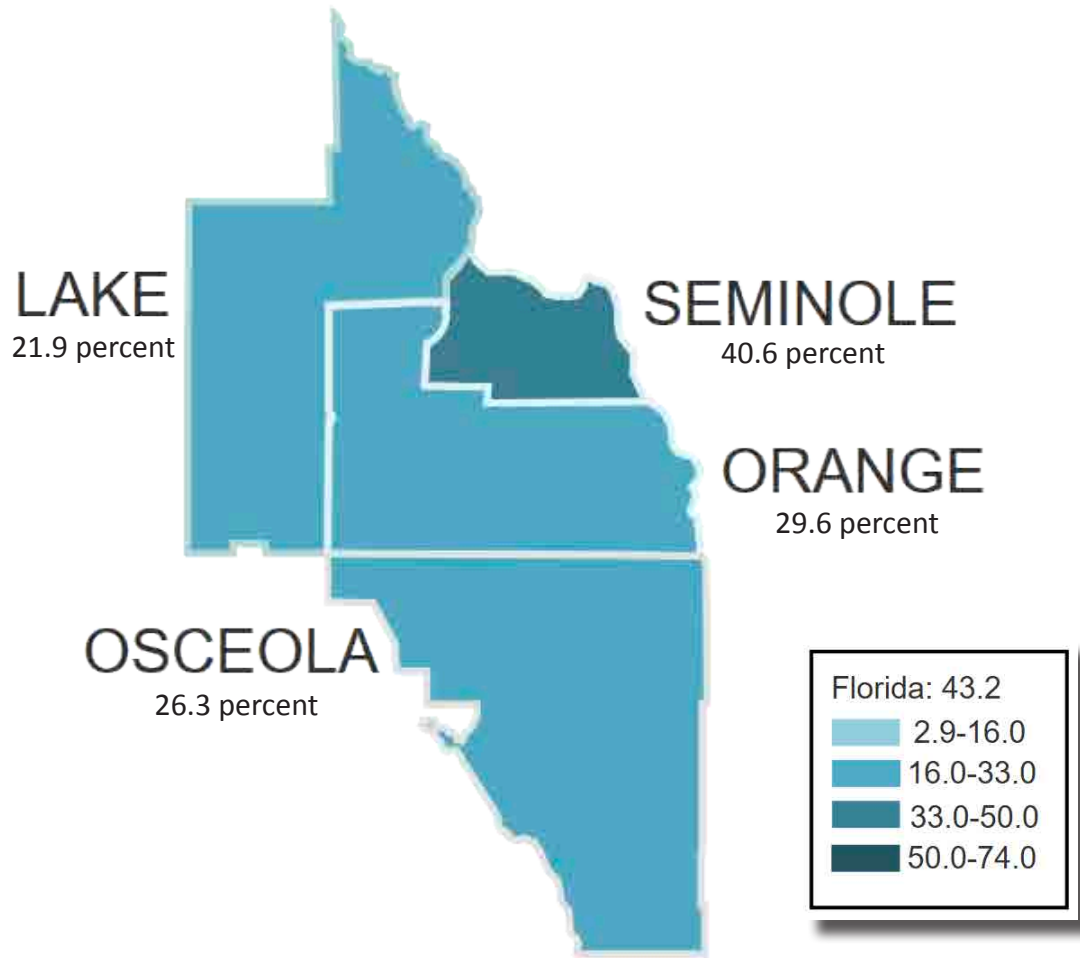 LAKE
21.9 percent
SEMINOLE
40.6 percent
ORANGE
29.6 percent
OSCEOLA
26.3 percent
Florida: 43.2
2.9-16.0
16.0-33.0
33.0-50.0
50.0-74.0